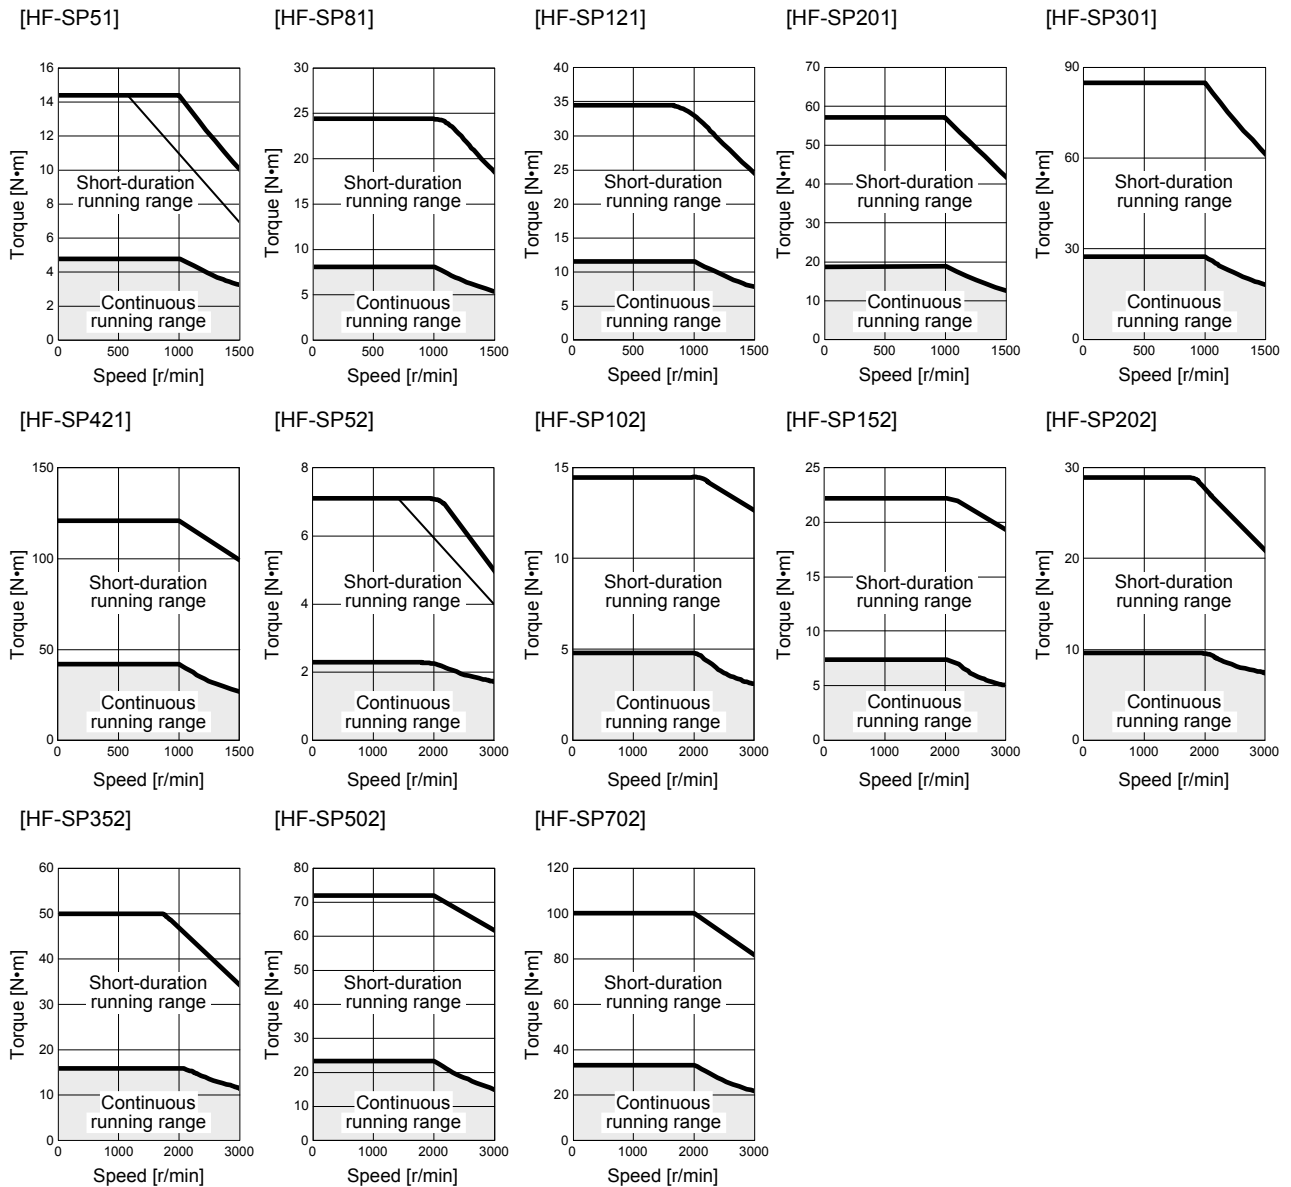 [HF-SP51] [HF-SP81] [HF-SP121] [HF-SP201] [HF-SP301]
16
14
12
10
8
6
4
2
0
Torque [N•m]
Short-duration
running range
Continuous
running range
0 500 1000 1500
Speed [r/min]
30
25
20
15
10
5
0
Torque [N•m]
Short-duration
running range
Continuous
running range
0 500 1000 1500
Speed [r/min]
40
35
30
25
20
15
10
5
0
Torque [N•m]
Short-duration
running range
Continuous
running range
0 500 1000 1500
Speed [r/min]
70
60
50
40
30
20
10
0
Torque [N•m]
Short-duration
running range
Continuous
running range
0 500 1000 1500
Speed [r/min]
90
60
30
0
Torque [N•m]
Short-duration
running range
Continuous
running range
0 500 1000 1500
Speed [r/min]
[HF-SP421] [HF-SP52] [HF-SP102] [HF-SP152] [HF-SP202]
150
100
50
0
Torque [N•m]
Short-duration
running range
Continuous
running range
0 500 1000 1500
Speed [r/min]
8
6
4
2
0
Torque [N•m]
Short-duration
running range
Continuous
running range
0 1000 2000 3000
Speed [r/min]
15
14
10
5
0
Torque [N•m]
Short-duration
running range
Continuous
running range
0 1000 2000 3000
Speed [r/min]
25
22
15
10
5
0
Torque [N•m]
Short-duration
running range
Continuous
running range
0 1000 2000 3000
Speed [r/min]
30
20
10
0
Torque [N•m]
Short-duration
running range
Continuous
running range
0 1000 2000 3000
Speed [r/min]
[HF-SP352] [HF-SP502] [HF-SP702]
60
50
40
30
20
10
0
Torque [N•m]
Short-duration
running range
Continuous
running range
0 1000 2000 3000
Speed [r/min]
80
70
60
50
40
30
20
10
0
Torque [N•m]
Short-duration
running range
Continuous
running range
0 1000 2000 3000
Speed [r/min]
120
100
80
60
40
20
0
Torque [N•m]
Short-duration
running range
Continuous
running range
0 1000 2000 3000
Speed [r/min]